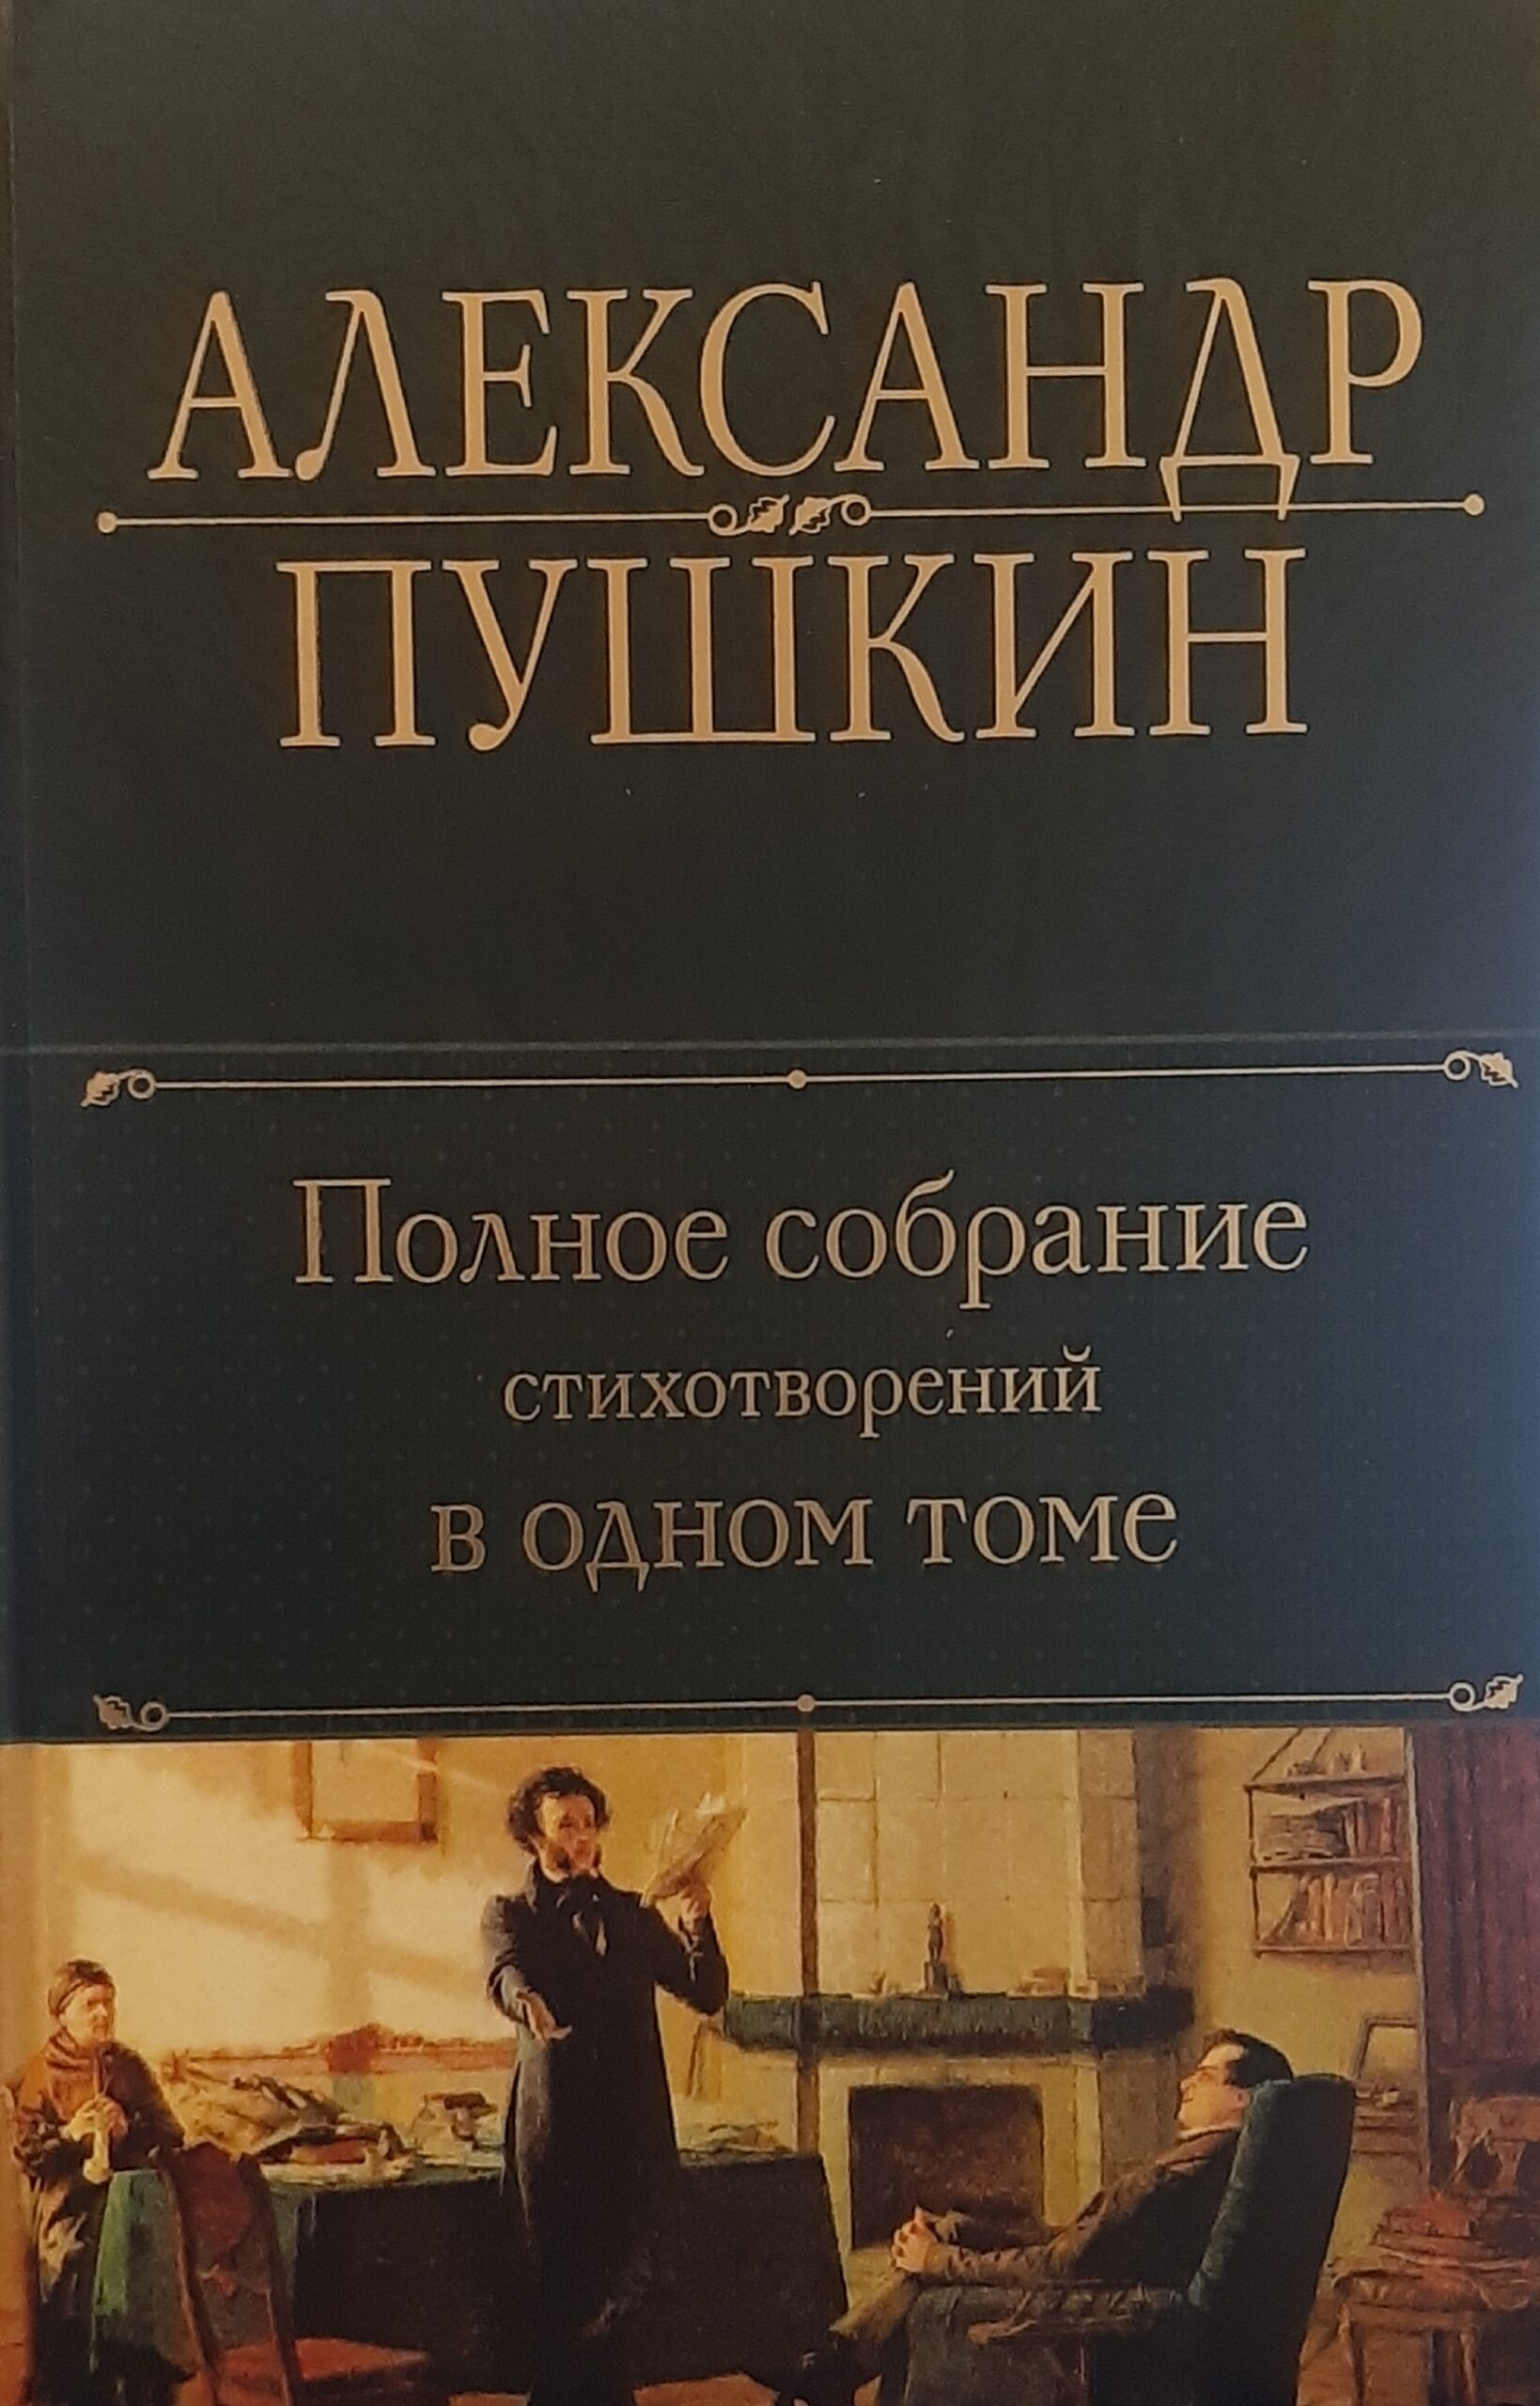 АЛЕКСАНДР
ПУШКИН
Полное собрание
стихотворений
в одном томе